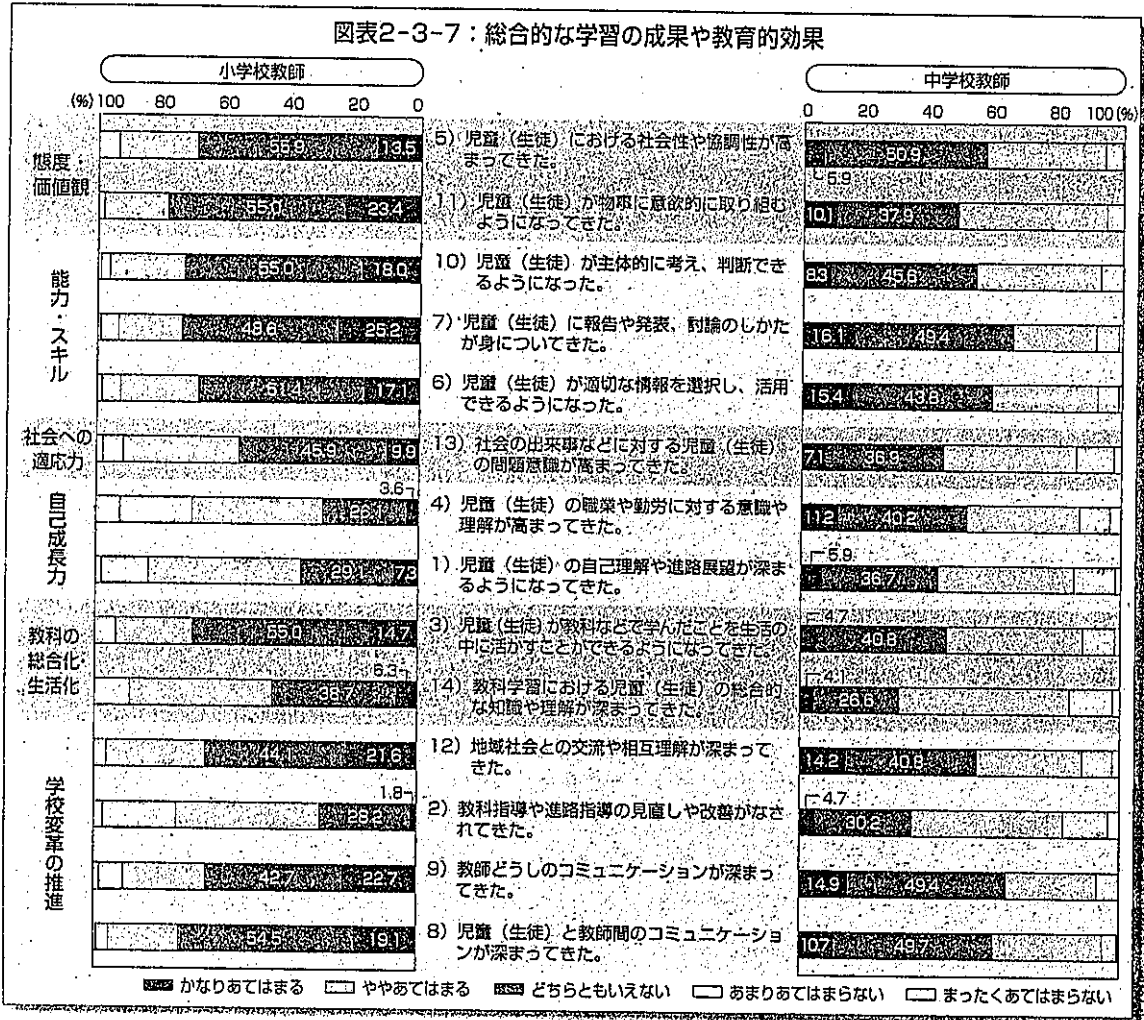 図表2-3-7：総合的な学習の成果や教育的効果
小学校教師
中学校教師
(%) 100 80 60 40 20 0
0 20 40 60 80 100(%)
態度・
価値観
13.5
5）児童（生徒）における社会性や協調性が高
まってきた。
50.9
5.9
55.0 23.4
11）児童（生徒）が物事に意欲的に取り組む
ようになってきた。
10.1 37.9
能力・スキル
18.0
10）児童（生徒）が主体的に考え、判断でき
るようになった。
8.3 45.6
48.6 25.2
7）児童（生徒）に報告や発表、討論のしかた
が身についてきた。
16.1 49.4
17.1
6）児童（生徒）が適切な情報を選択し、活用
できるようになった。
15.4 43.8
社会への
適応力
45.9 9.9
13）社会の出来事などに対する児童（生徒）
の問題意識が高まってきた。
7.1 36.9
自己成長力
3.6
4）児童（生徒）の職業や勤労に対する意識や
理解が高まってきた。
11.2 40.2
29.1 7.3
1）児童（生徒）の自己理解や進路展望が深ま
るようになってきた。
5.9
36.7
教科の
総合化・
生活化
55.0 14.7
3）児童（生徒）が教科などで学んだことを生活の
中に活かすことができるようになってきた。
4.7
40.8
6.3
38.7
14）教科学習における児童（生徒）の総合的
な知識や理解が深まってきた。
4.1
26.6
学校変革の推進
44.1 21.6
12）地域社会との交流や相互理解が深まって
きた。
14.2 40.8
1.8
28.2
2）教科指導や進路指導の見直しや改善がなさ
れてきた。
4.7
30.2
42.7 22.7
9）教師どうしのコミュニケーションが深まっ
てきた。
14.9 49.4
54.5 19.1
8）児童（生徒）と教師間のコミュニケーショ
ンが深まってきた。
10.7 49.7
かなりあてはまる ややあてはまる どちらともいえない あまりあてはまらない まったくあてはまらない